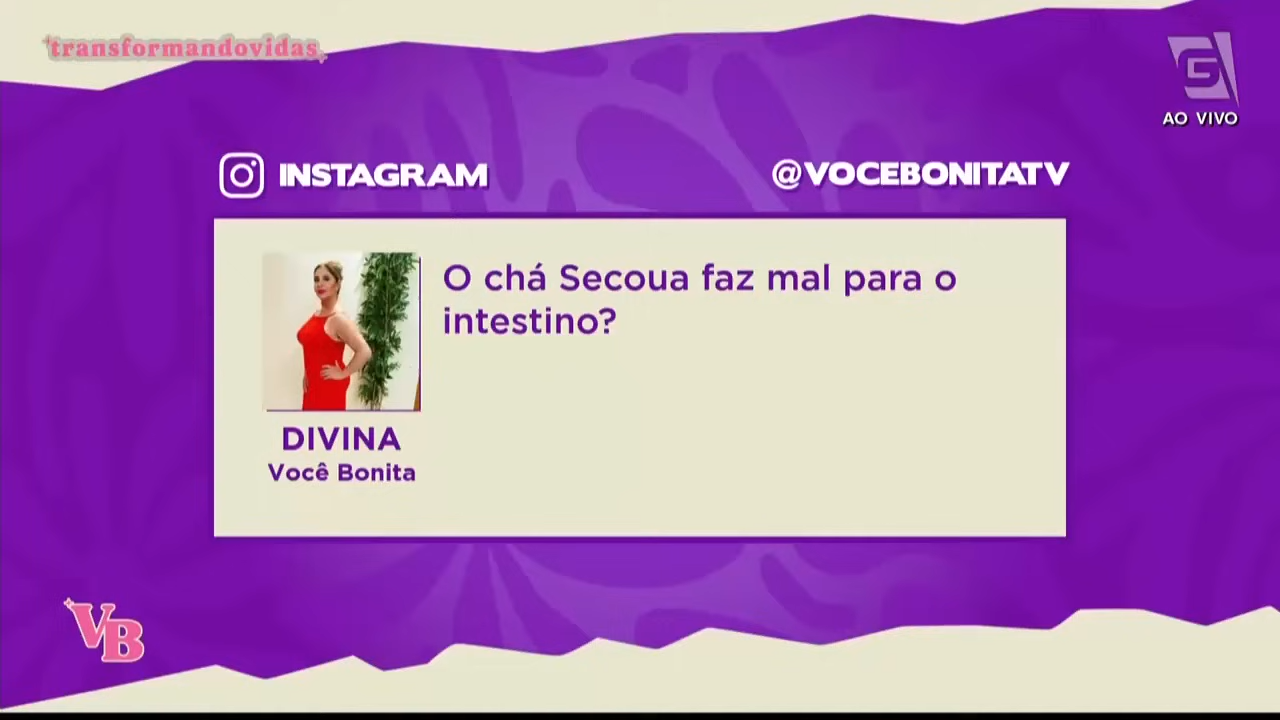 transformandovidas
G
AO VIVO
INSTAGRAM
@VOCEBONITATV
O chá Secoua faz mal para o
intestino?
DIVINA
Você Bonita
VB